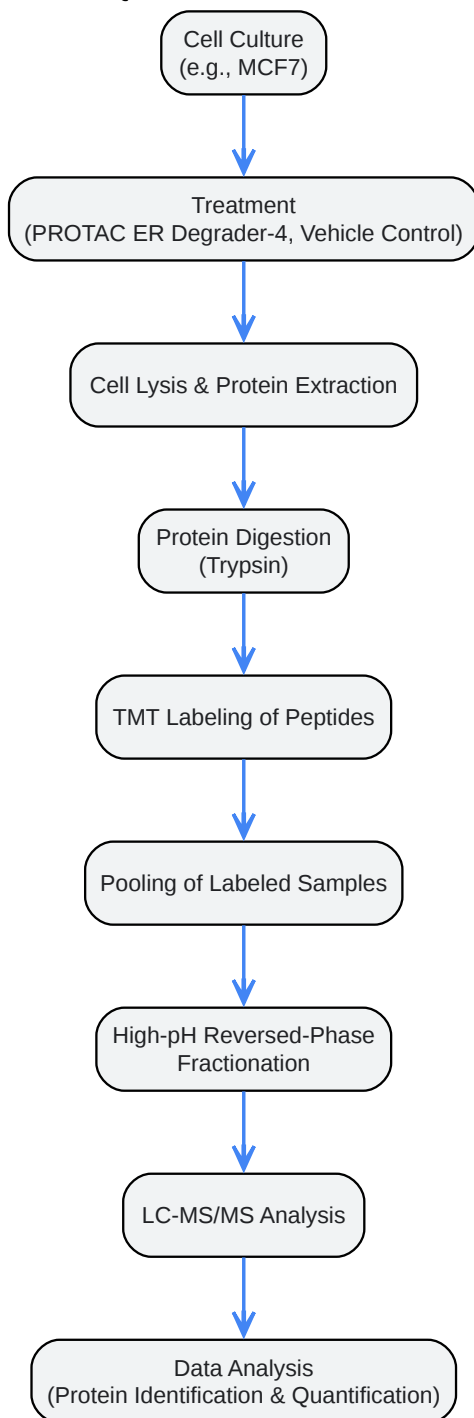 Cell Culture
(e.g., MCF7)
Treatment
(PROTAC ER Degrader-4, Vehicle Control)
Cell Lysis & Protein Extraction
Protein Digestion
(Trypsin)
TMT Labeling of Peptides
Pooling of Labeled Samples
High-pH Reversed-Phase
Fractionation
LC-MS/MS Analysis
Data Analysis
(Protein Identification & Quantification)